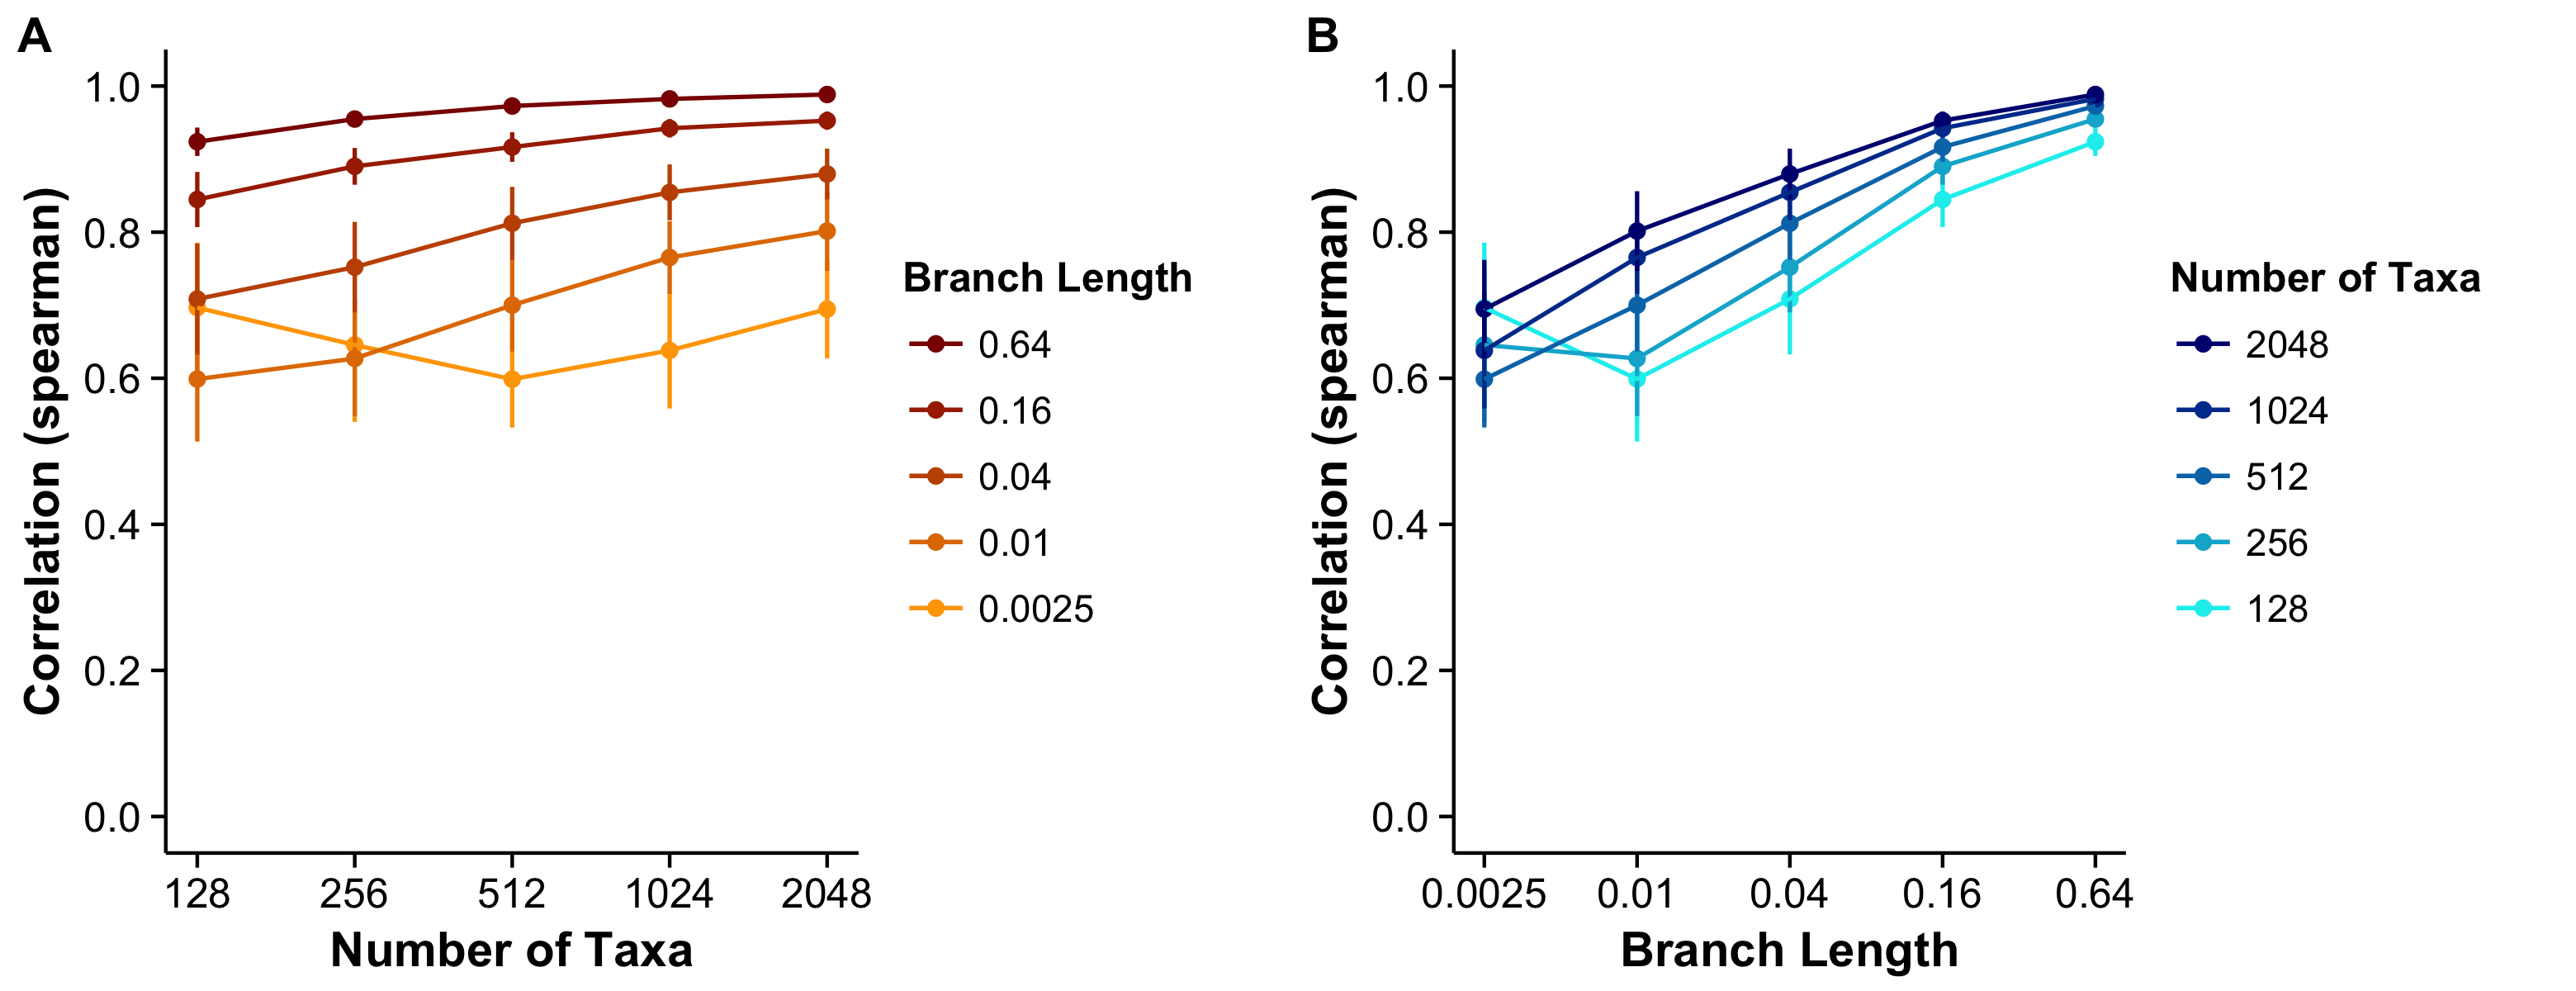 A
Correlation (spearman)
1.0
0.8
0.6
0.4
0.2
0.0
128 256 512 1024 2048
Number of Taxa
Branch Length
0.64
0.16
0.04
0.01
0.0025
B
Correlation (spearman)
1.0
0.8
0.6
0.4
0.2
0.0
0.0025 0.01 0.04 0.16 0.64
Branch Length
Number of Taxa
2048
1024
512
256
128